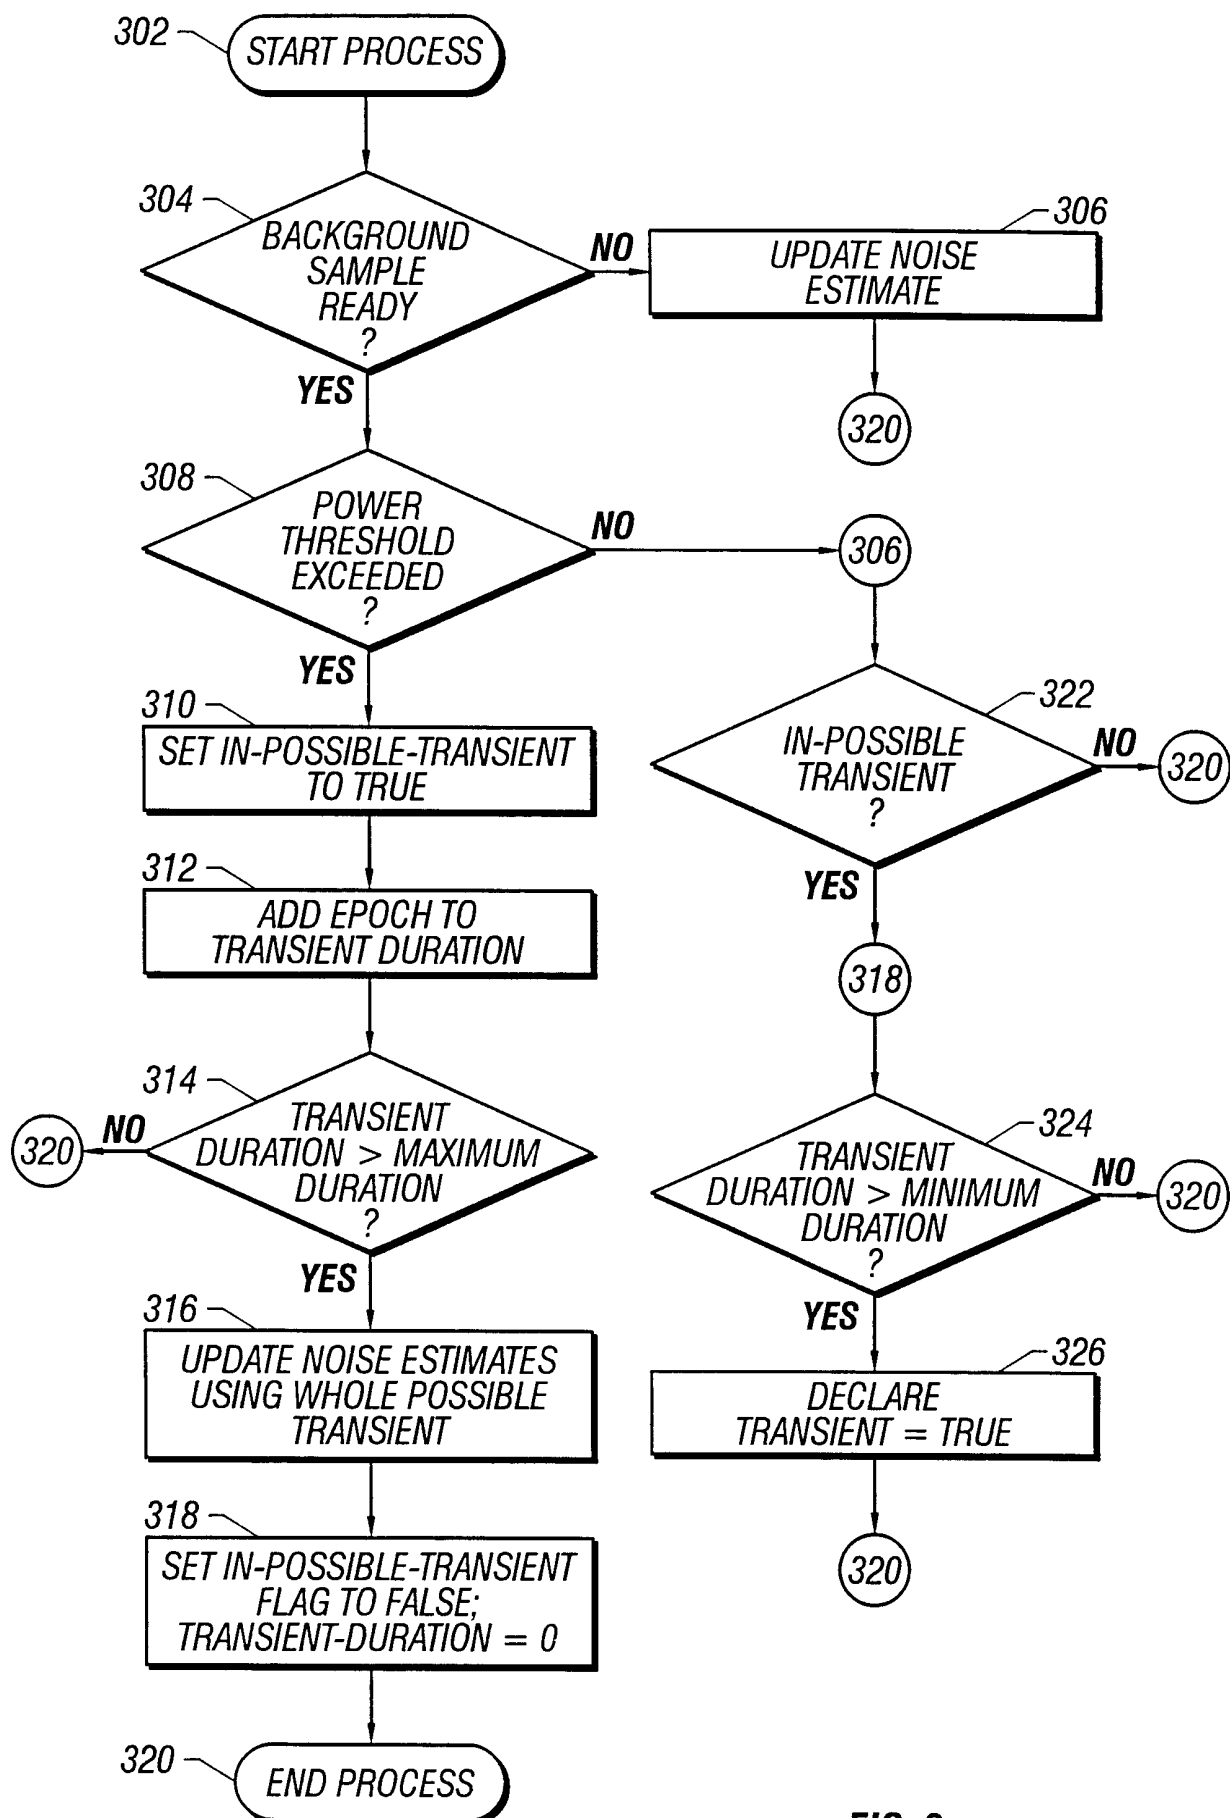 302
START PROCESS
304
BACKGROUND
SAMPLE
READY
?
NO
306
UPDATE NOISE
ESTIMATE
320
YES
308
POWER
THRESHOLD
EXCEEDED
?
NO
306
YES
310
SET IN-POSSIBLE-TRANSIENT
TO TRUE
322
IN-POSSIBLE
TRANSIENT
?
NO
320
YES
318
312
ADD EPOCH TO
TRANSIENT DURATION
314
TRANSIENT
DURATION > MAXIMUM
DURATION
?
NO
320
YES
324
TRANSIENT
DURATION > MINIMUM
DURATION
?
NO
320
YES
316
UPDATE NOISE ESTIMATES
USING WHOLE POSSIBLE
TRANSIENT
326
DECLARE
TRANSIENT = TRUE
320
318
SET IN-POSSIBLE-TRANSIENT
FLAG TO FALSE;
TRANSIENT-DURATION = 0
320
END PROCESS